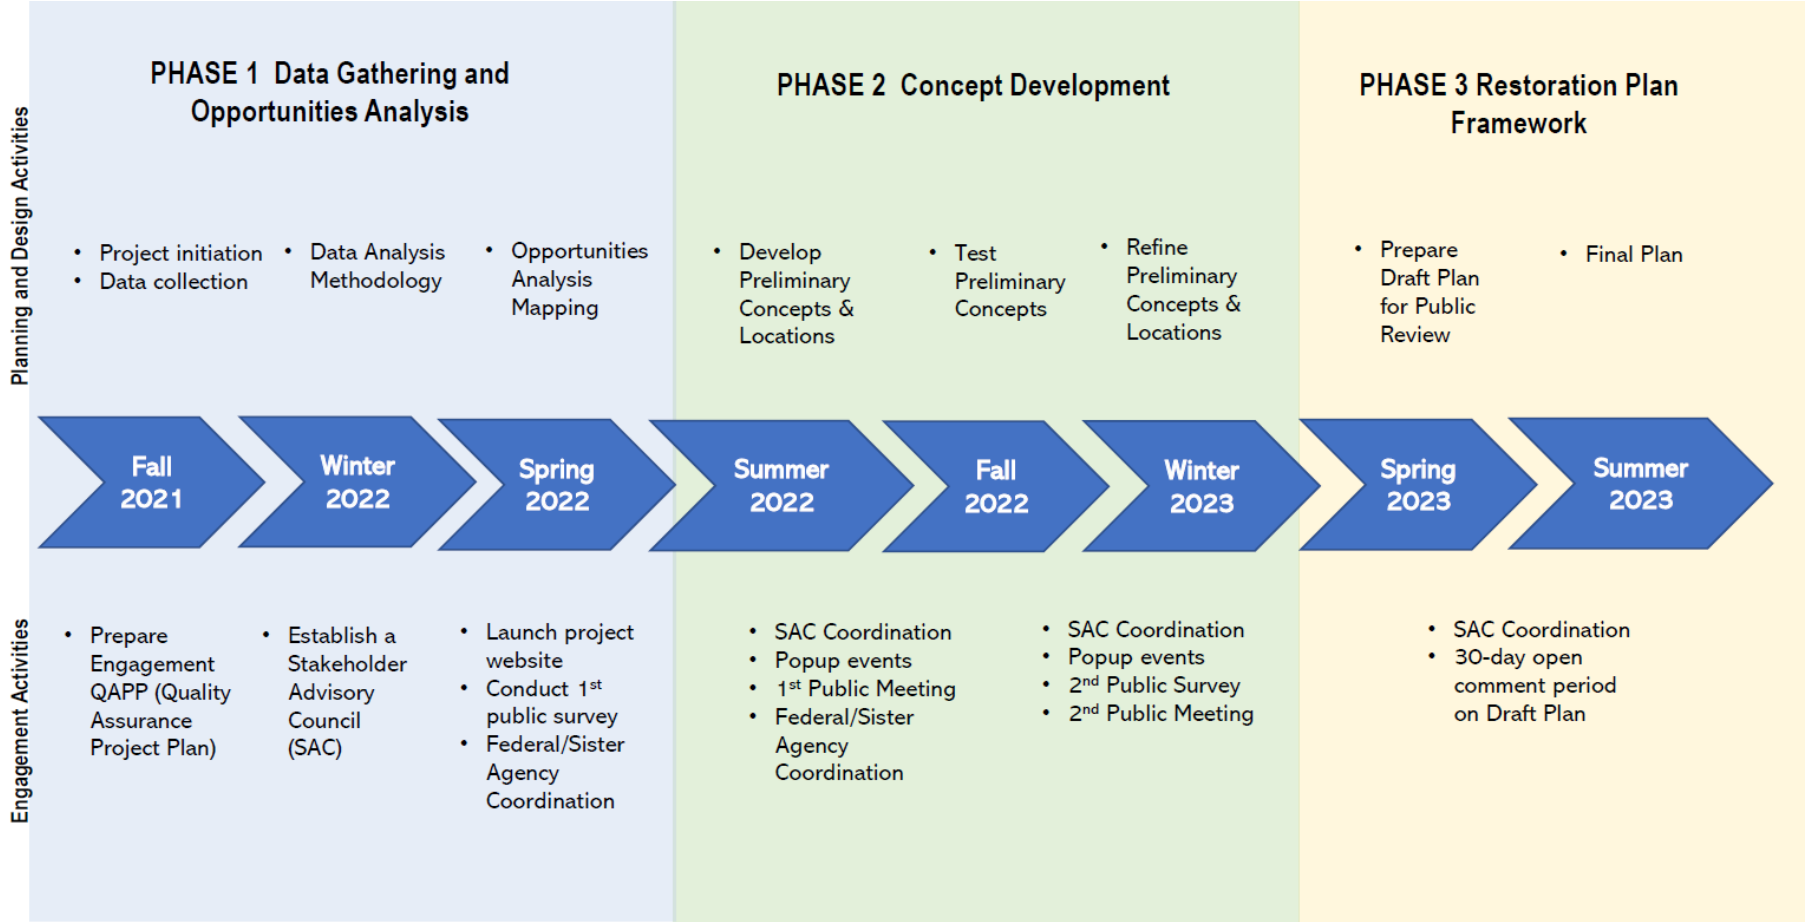 PHASE 1 Data Gathering and
Opportunities Analysis
PHASE 2 Concept Development
PHASE 3 Restoration Plan
Framework
Planning and Design Activities
• Project initiation
• Data collection
• Data Analysis
Methodology
• Opportunities
Analysis
Mapping
• Develop
Preliminary
Concepts &
Locations
• Test
Preliminary
Concepts
• Refine
Preliminary
Concepts &
Locations
• Prepare
Draft Plan
for Public
Review
• Final Plan
Fall
2021
Winter
2022
Spring
2022
Summer
2022
Fall
2022
Winter
2023
Spring
2023
Summer
2023
Engagement Activities
• Prepare
Engagement
QAPP (Quality
Assurance
Project Plan)
• Establish a
Stakeholder
Advisory
Council
(SAC)
• Launch project
website
• Conduct 1st
public survey
• Federal/Sister
Agency
Coordination
• SAC Coordination
• Popup events
• 1st Public Meeting
• Federal/Sister
Agency
Coordination
• SAC Coordination
• Popup events
• 2nd Public Survey
• 2nd Public Meeting
• SAC Coordination
• 30-day open
comment period
on Draft Plan